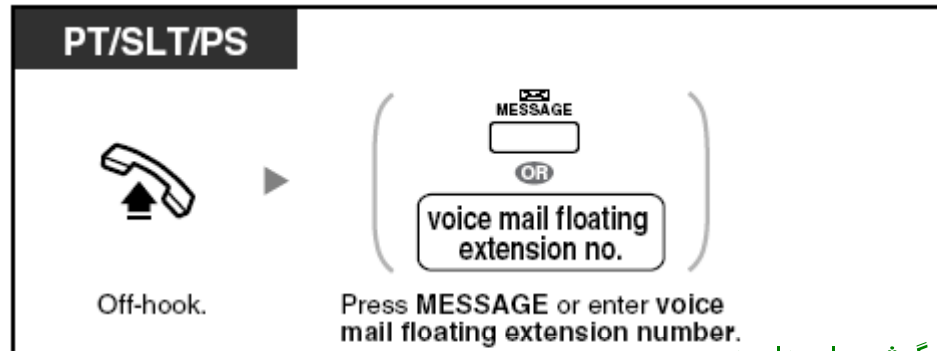 PT/SLT/PS
MESSAGE
OR
voice mail floating
extension no.
Off-hook.
Press MESSAGE or enter voice
mail floating extension number.